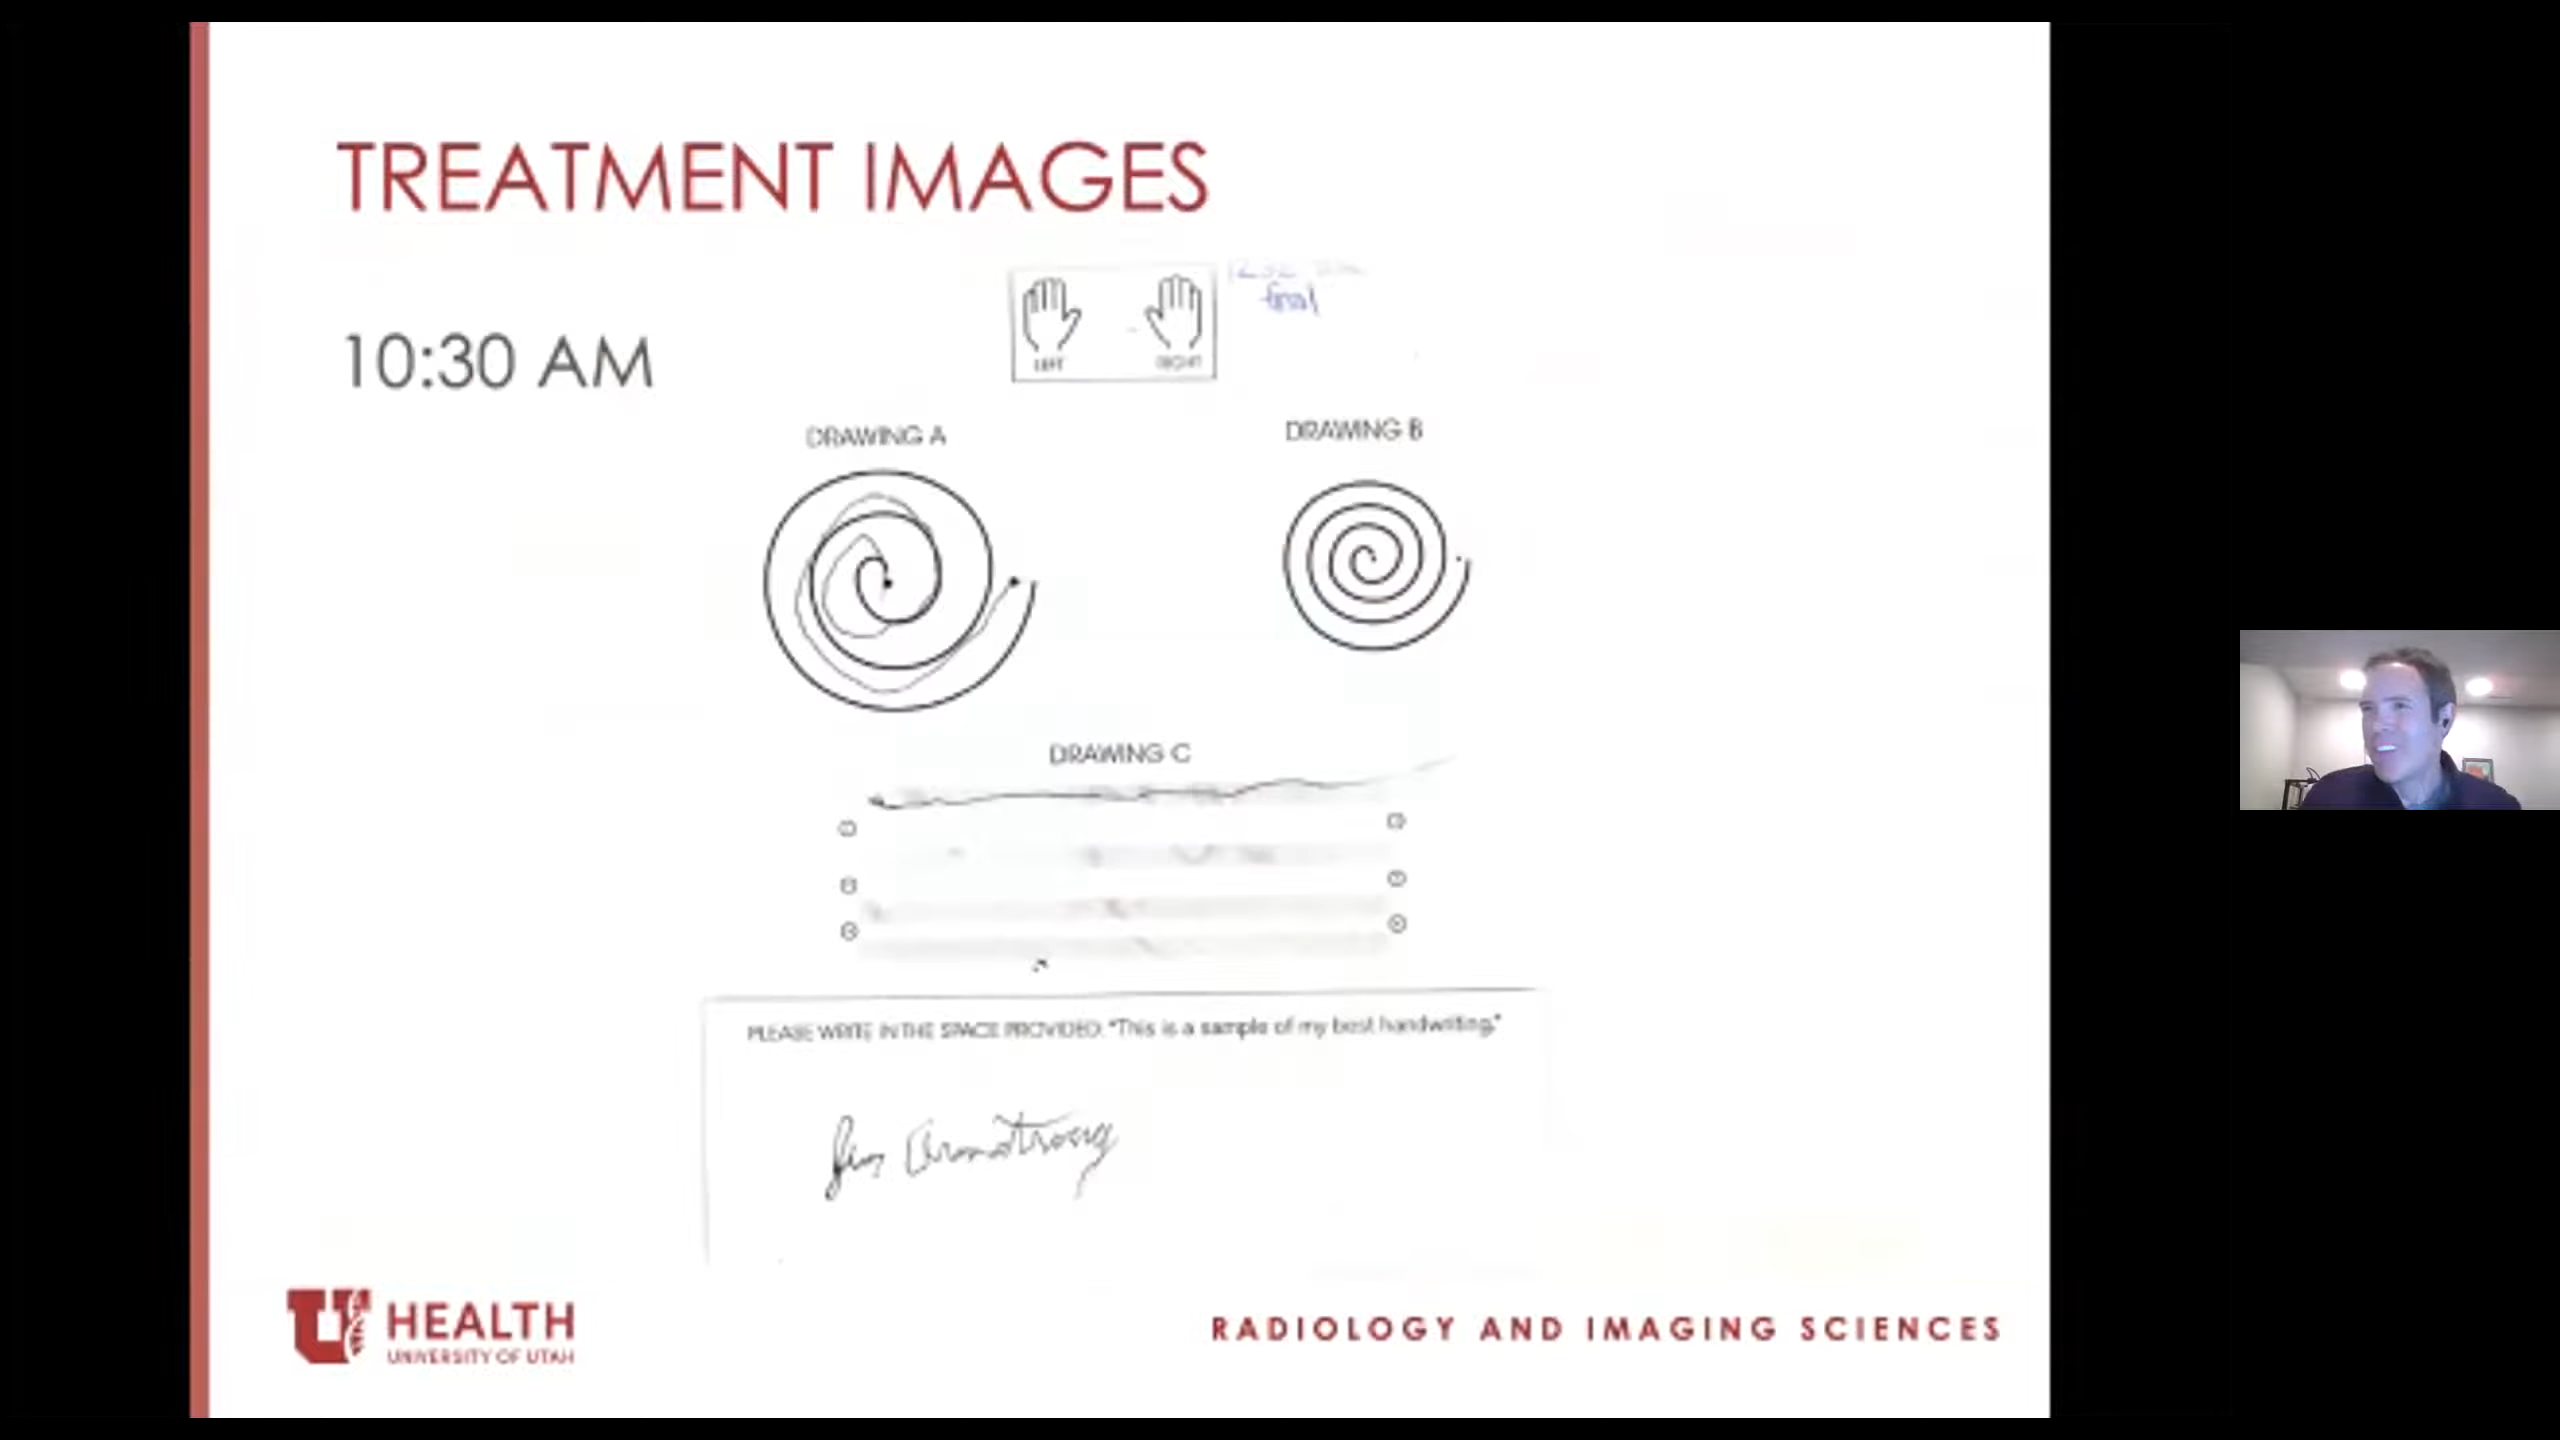 TREATMENT IMAGES
10:30 AM
final
LEFT RIGHT
DRAWING A
DRAWING B
DRAWING C
PLEASE WRITE IN THE SPACE PROVIDED: "This is a sample of my best handwriting."
Armstrong
U HEALTH
UNIVERSITY OF UTAH
RADIOLOGY AND IMAGING SCIENCES